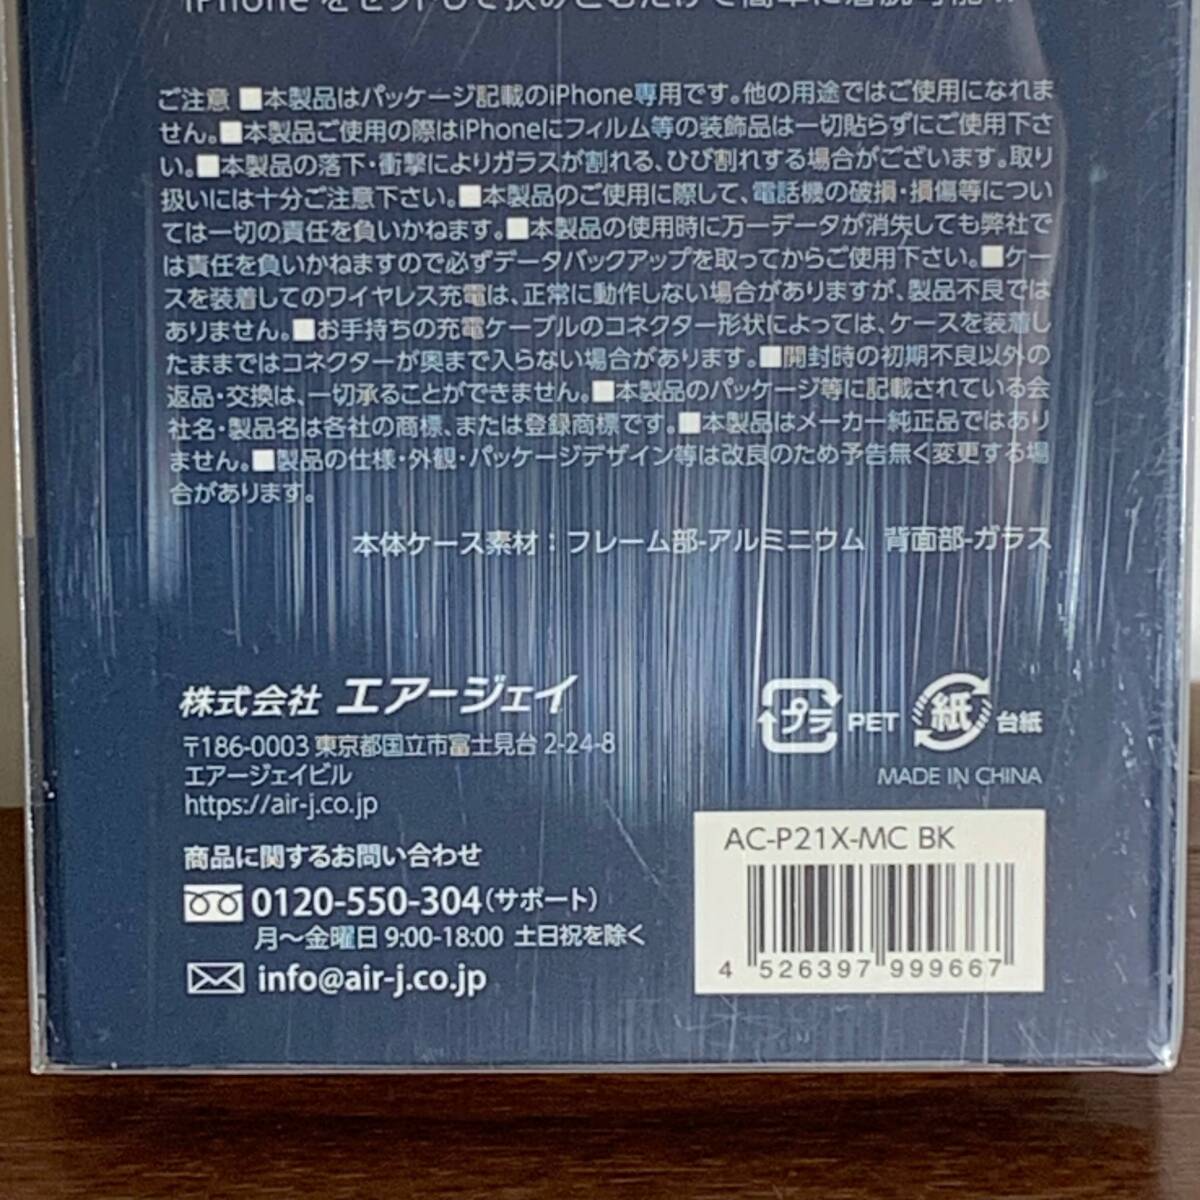 iPhone をセットして挟みこむだけで簡単に着脱可能
ご注意 ■本製品はパッケージ記載のiPhone専用です。他の用途ではご使用になれま
せん。■本製品ご使用の際はiPhoneにフィルム等の装飾品は一切貼らずにご使用下さ
い。■本製品の落下・衝撃によりガラスが割れる、ひび割れする場合がございます。取り
扱いには十分ご注意下さい。■本製品のご使用に際して、電話機の破損・損傷等につい
ては一切の責任を負いかねます。■本製品の使用時に万一データが消失しても弊社で
は責任を負いかねますので必ずデータバックアップを取ってからご使用下さい。■ケー
スを装着してのワイヤレス充電は、正常に動作しない場合がありますが、製品不良では
ありません。■お手持ちの充電ケーブルのコネクター形状によっては、ケースを装着し
たままではコネクターが奥まで入らない場合があります。■開封時の初期不良以外の
返品・交換は、一切承ることができません。■本製品のパッケージ等に記載されている会
社名・製品名は各社の商標、または登録商標です。■本製品はメーカー純正品ではあり
ません。■製品の仕様・外観・パッケージデザイン等は改良のため予告無く変更する場
合があります。
本体ケース素材：フレーム部-アルミニウム 背面部-ガラス
株式会社 エアージェイ
〒186-0003 東京都国立市富士見台 2-24-8
エアージェイビル
https://air-j.co.jp
プラ PET 紙 台紙
MADE IN CHINA
商品に関するお問い合わせ
0120-550-304(サポート)
月〜金曜日 9:00-18:00 土日祝を除く
info@air-j.co.jp
AC-P21X-MC BK
4 526397 999667